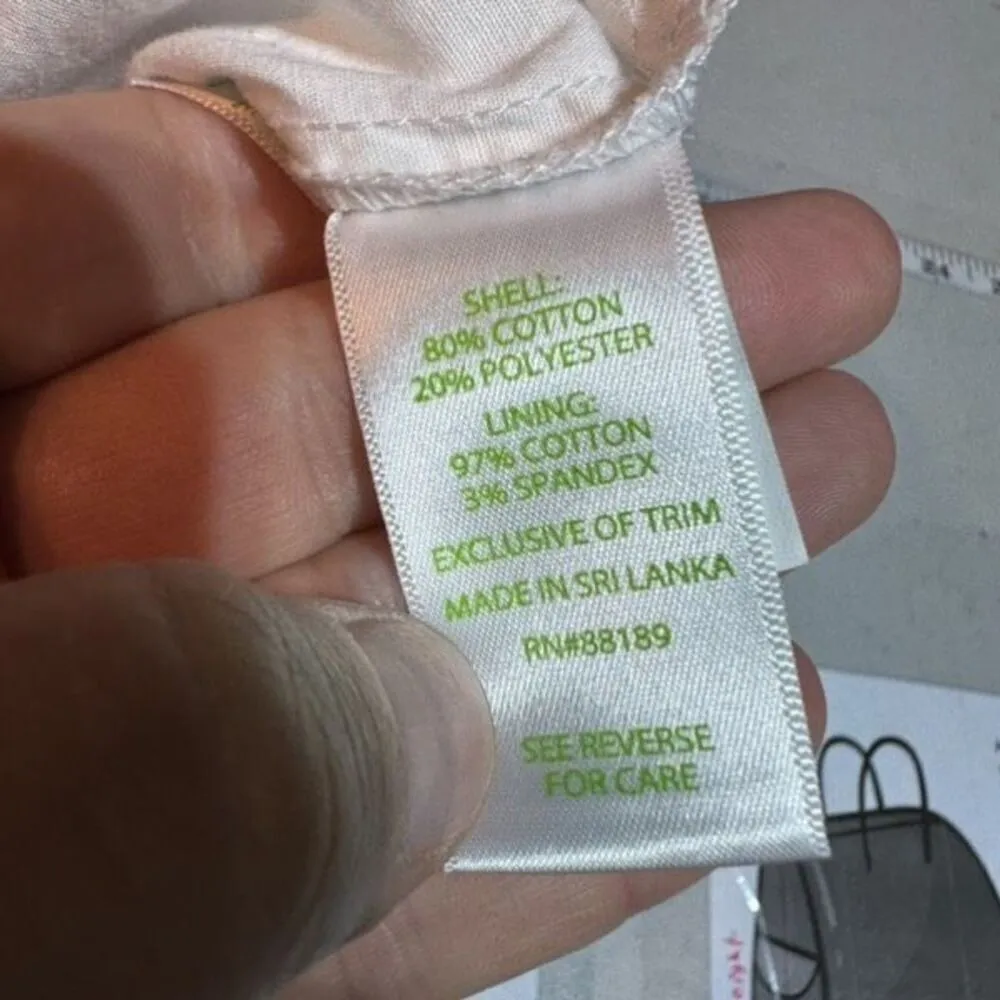 SHELL:
80% COTTON
20% POLYESTER
LINING:
97% COTTON
3% SPANDEX
EXCLUSIVE OF TRIM
MADE IN SRI LANKA
RN#88189
SEE REVERSE
FOR CARE
24